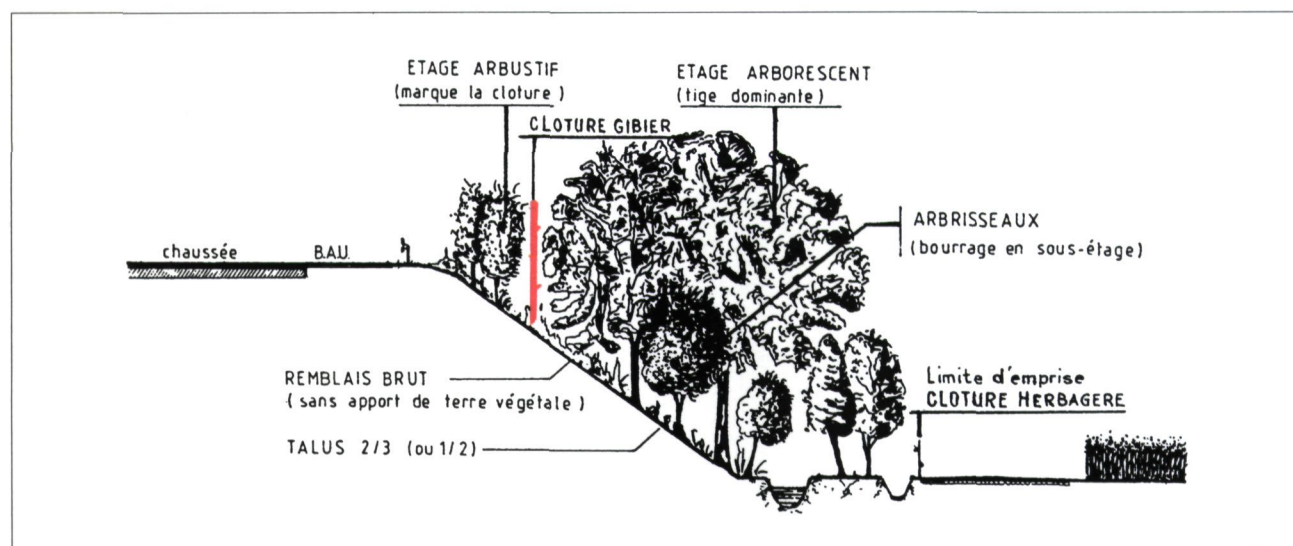 ETAGE ARBUSTIF
(marque la cloture)
ETAGE ARBORESCENT
(tige dominante)
CLOTURE GIBIER
ARBRISSEAUX
(bourrage en sous-étage)
chaussée B.A.U.
REMBLAIS BRUT
(sans apport de terre végétale)
TALUS 2/3 (ou 1/2)
Limite d'emprise
CLOTURE HERBAGERE